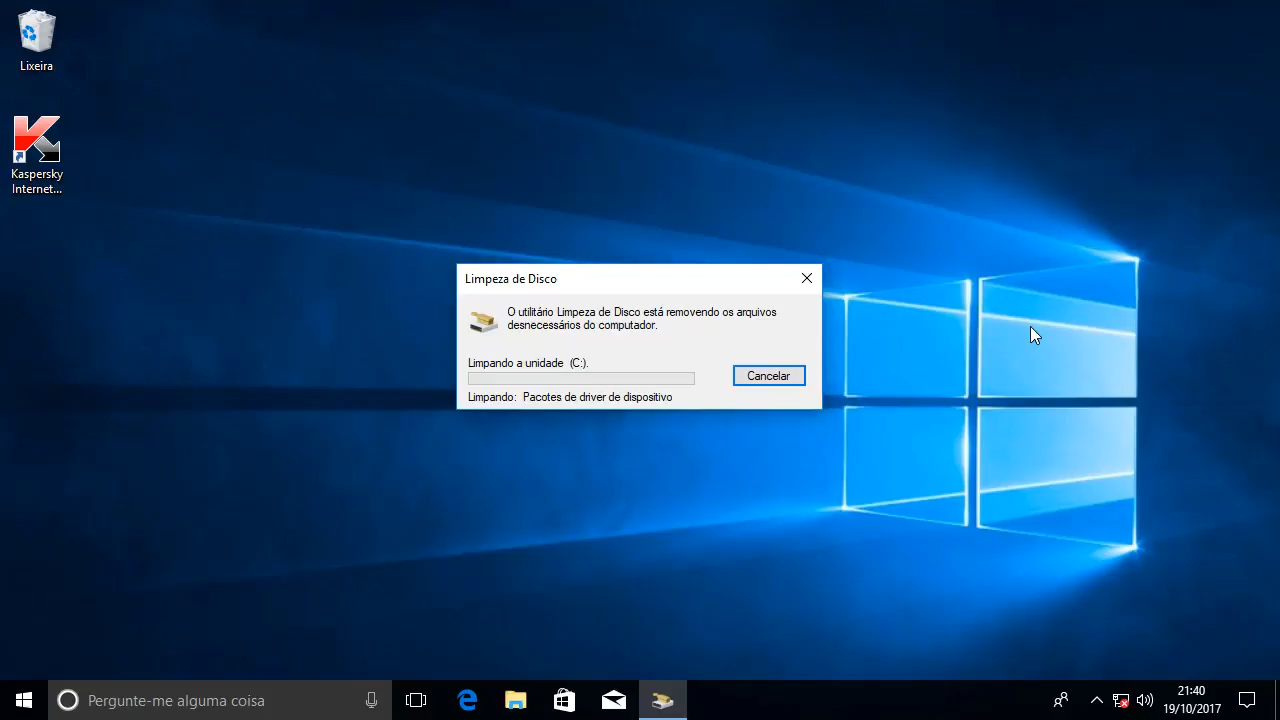 Lixeira
Kaspersky
Internet...
Limpeza de Disco
O utilitário Limpeza de Disco está removendo os arquivos
desnecessários do computador.
Limpando a unidade (C:).
Cancelar
Limpando: Pacotes de driver de dispositivo
Pergunte-me alguma coisa
21:40
19/10/2017